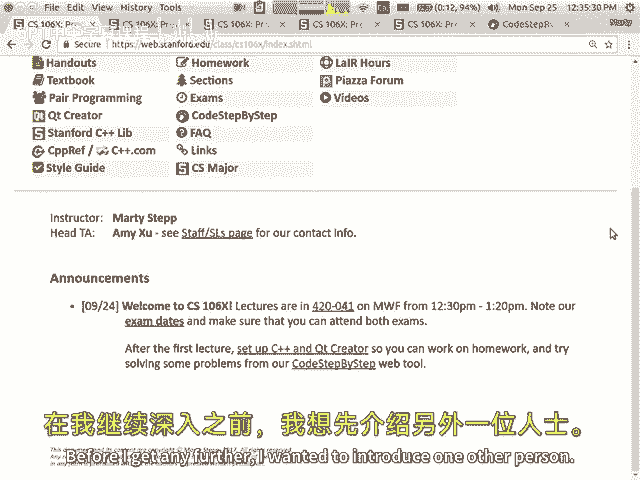 File Edit View History Tools
(0:12, 94%)
Mon Sep 25 12:35:30 PM
CS 106X: Pro
CS 106X: Pr
CS 106X: Pr
CS 106X: Pr
CodeStepBy
Marty
Secure https://web.stanford.edu/class/cs106x/index.shtml
Handouts Homework LaIR Hours
Textbook Sections Piazza Forum
Pair Programming Exams Videos
Qt Creator CodeStepByStep
Stanford C++ Lib FAQ
CppRef / C++.com Links
Style Guide CS Major
Instructor: Marty Stepp
Head TA: Amy Xu - see Staff/SLs page for our contact info.
Announcements
[09/24] Welcome to CS 106X! Lectures are in 420-041 on MWF from 12:30pm - 1:20pm. Note our
exam dates and make sure that you can attend both exams.
After the first lecture, set up C++ and Qt Creator so you can work on homework, and try
solving some problems from our CodeStepByStep web tool.
在我继续深入之前，我想先介绍另外一位人士。
Before I get any further, I wanted to introduce one other person.